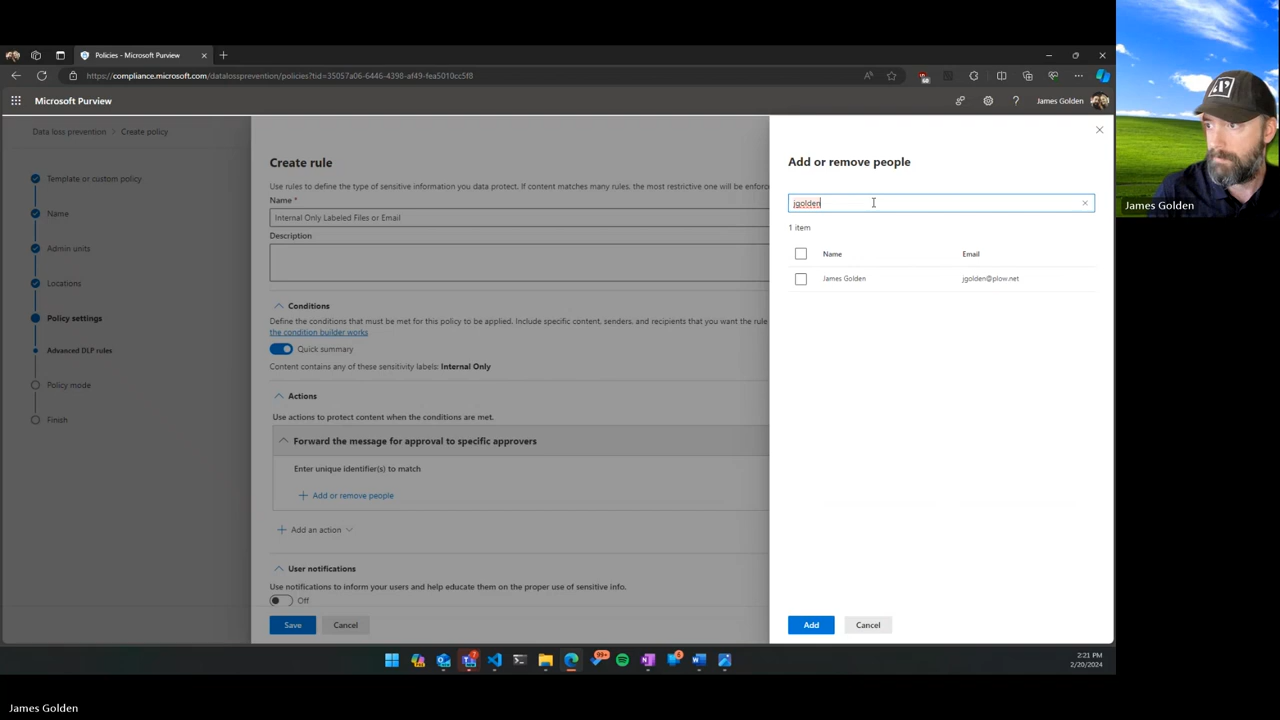 Policies - Microsoft Purview
https://compliance.microsoft.com/datalossprevention/policies?tid=35057a06-6446-4398-af49-fea5010cc5f8
Microsoft Purview
James Golden
Data loss prevention > Create policy
Template or custom policy
Name
Admin units
Locations
Policy settings
Advanced DLP rules
Policy mode
Finish
Create rule
Use rules to define the type of sensitive information you data protect. If content matches many rules, the most restrictive one will be enforc
Name *
Internal Only Labeled Files or Email
Description
Conditions
Define the conditions that must be met for this policy to be applied. Include specific content, senders, and recipients that you want the rule
the condition builder works
Quick summary
Content contains any of these sensitivity labels: Internal Only
Actions
Use actions to protect content when the conditions are met.
Forward the message for approval to specific approvers
Enter unique identifier(s) to match
+ Add or remove people
+ Add an action
User notifications
Use notifications to inform your users and help educate them on the proper use of sensitive info.
Off
Save
Cancel
Add or remove people
jgolden
1 item
Name Email
James Golden jgolden@plow.net
Add
Cancel
99+
2:21 PM
2/20/2024
James Golden
James Golden